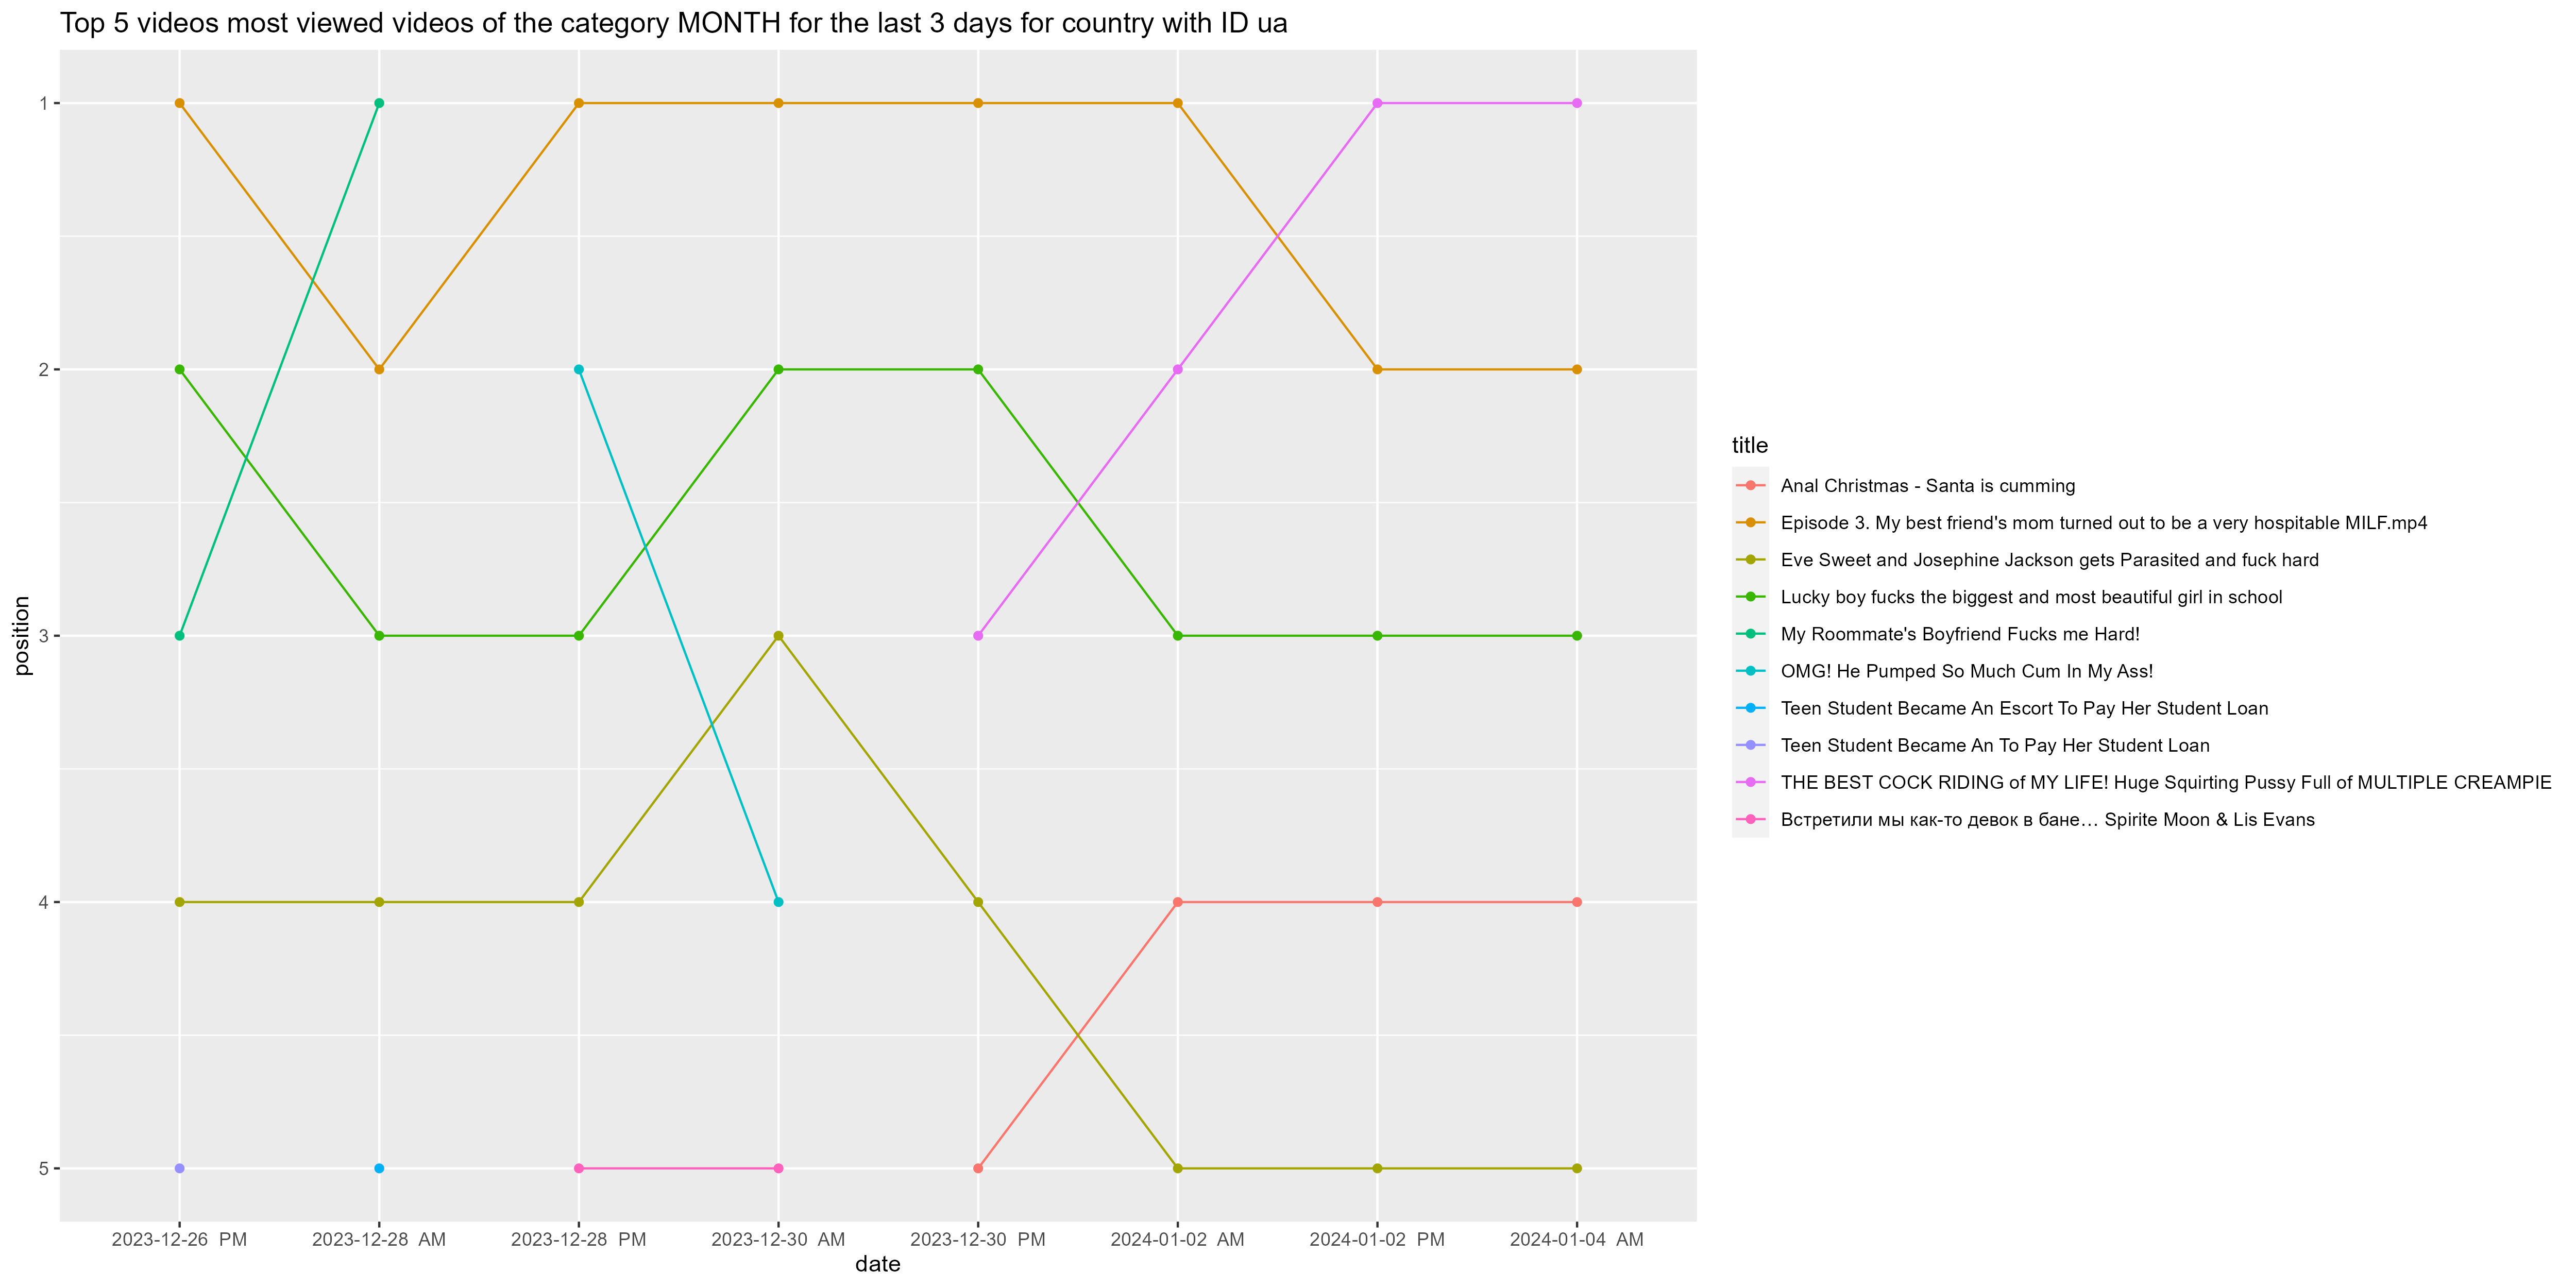 Top 5 videos most viewed videos of the category MONTH for the last 3 days for country with ID ua
position
1
2
3
4
5
2023-12-26 PM
2023-12-28 AM
2023-12-28 PM
2023-12-30 AM
2023-12-30 PM
2024-01-02 AM
2024-01-02 PM
2024-01-04 AM
date
title
Anal Christmas - Santa is cumming
Episode 3. My best friend's mom turned out to be a very hospitable MILF.mp4
Eve Sweet and Josephine Jackson gets Parasited and fuck hard
Lucky boy fucks the biggest and most beautiful girl in school
My Roommate's Boyfriend Fucks me Hard!
OMG! He Pumped So Much Cum In My Ass!
Teen Student Became An Escort To Pay Her Student Loan
Teen Student Became An To Pay Her Student Loan
THE BEST COCK RIDING of MY LIFE! Huge Squirting Pussy Full of MULTIPLE CREAMPIE
Встретили мы как-то девок в бане… Spirite Moon & Lis Evans